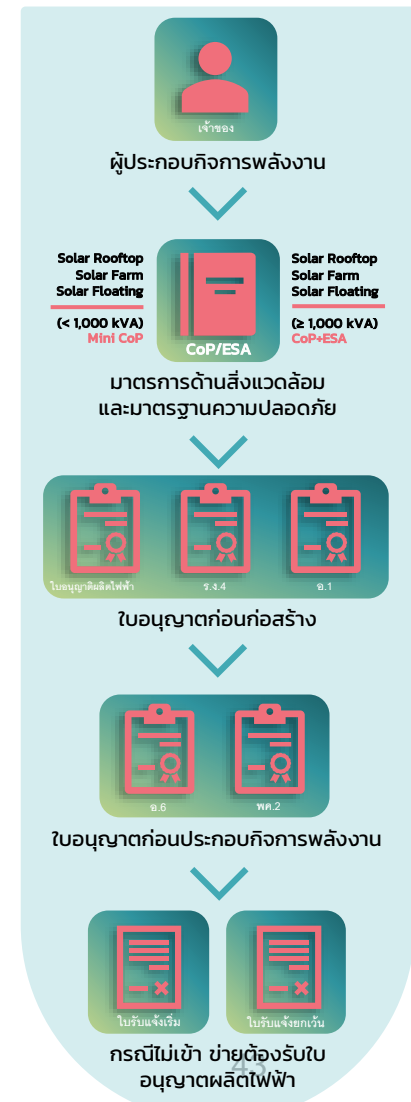 เจ้าของ
ผู้ประกอบกิจการพลังงาน
Solar Rooftop
Solar Farm
Solar Floating
(< 1,000 kVA)
Mini CoP
CoP/ESA
Solar Rooftop
Solar Farm
Solar Floating
(≥ 1,000 kVA)
CoP+ESA
มาตรการด้านสิ่งแวดล้อม
และมาตรฐานความปลอดภัย
ใบอนุญาติผลิตไฟฟ้า
ร.ง.4
อ.1
ใบอนุญาตก่อนก่อสร้าง
อ.6
พค.2
ใบอนุญาตก่อนประกอบกิจการพลังงาน
ใบรับแจ้งเริ่ม
ใบรับแจ้งยกเว้น
กรณีไม่เข้า ข่ายต้องรับใบ
อนุญาตผลิตไฟฟ้า
43